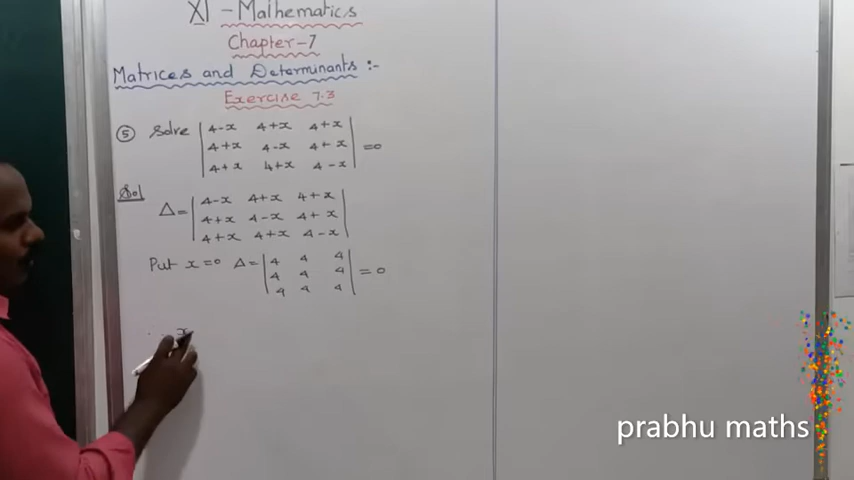 XI - Mathematics
Chapter-7
Matrices and Determinants :-
Exercise 7.3
⑤ Solve | 4-x 4+x 4+x |
| 4+x 4-x 4+x | =0
| 4+x 4+x 4-x |
Sol
Δ= | 4-x 4+x 4+x |
| 4+x 4-x 4+x |
| 4+x 4+x 4-x |
Put x=0 Δ= | 4 4 4 |
| 4 4 4 | = 0
| 4 4 4 |
∴ x
prabhu maths